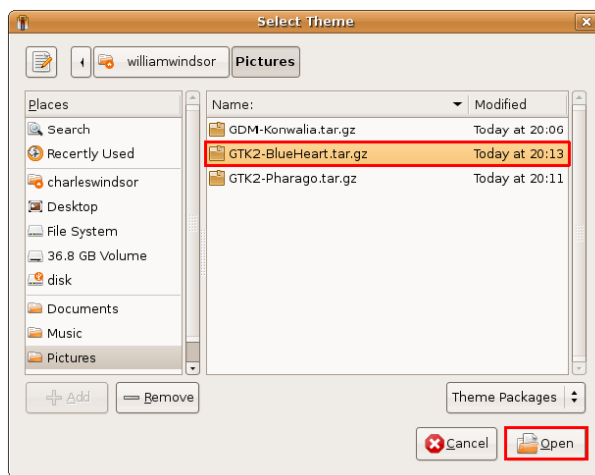 Select Theme
williamwindsor Pictures
Places
Search
Recently Used
charleswindsor
Desktop
File System
36.8 GB Volume
disk
Documents
Music
Pictures
Name: Modified
GDM-Konwalia.tar.gz Today at 20:06
GTK2-BlueHeart.tar.gz Today at 20:13
GTK2-Pharago.tar.gz Today at 20:11
Add Remove
Theme Packages
Cancel Open